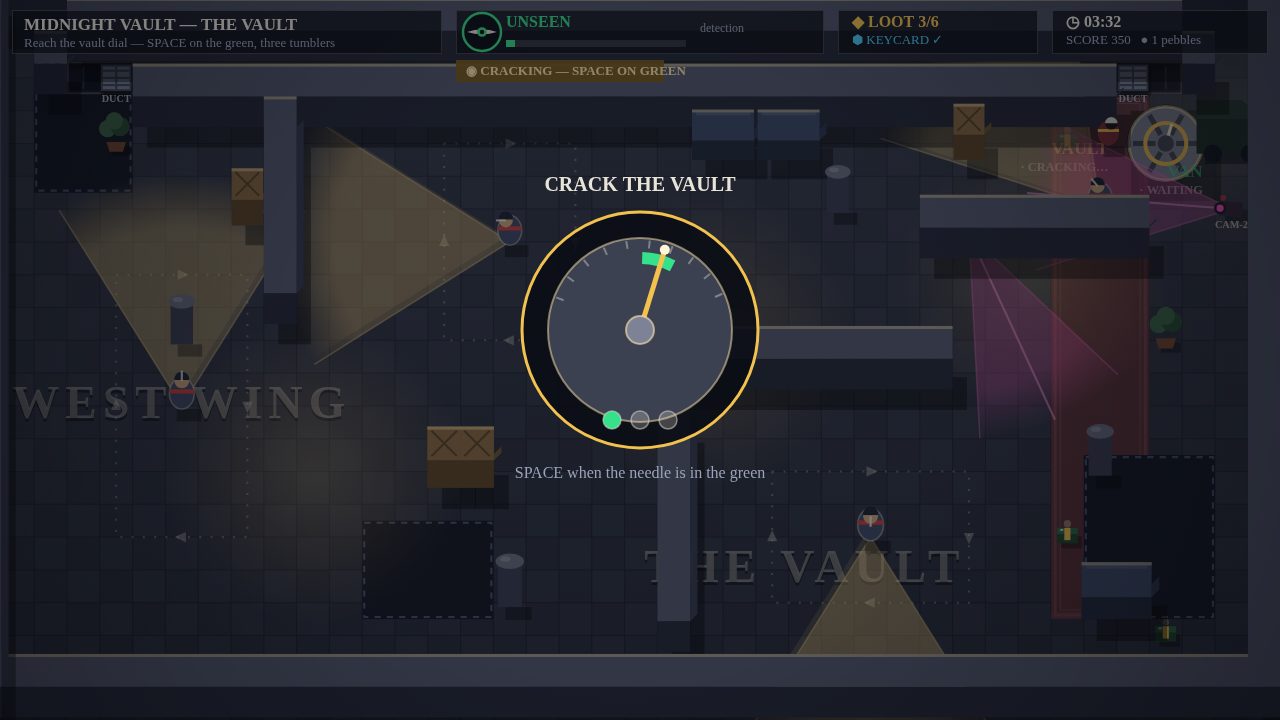 MIDNIGHT VAULT — THE VAULT
Reach the vault dial — SPACE on the green, three tumblers
UNSEEN
detection
LOOT 3/6
KEYCARD ✓
03:32
SCORE 350 ● 1 pebbles
CRACKING — SPACE ON GREEN
DUCT
DUCT
VAULT
· CRACKING…
VAN
· WAITING
CAM-2
CRACK THE VAULT
WEST WING
SPACE when the needle is in the green
THE VAULT